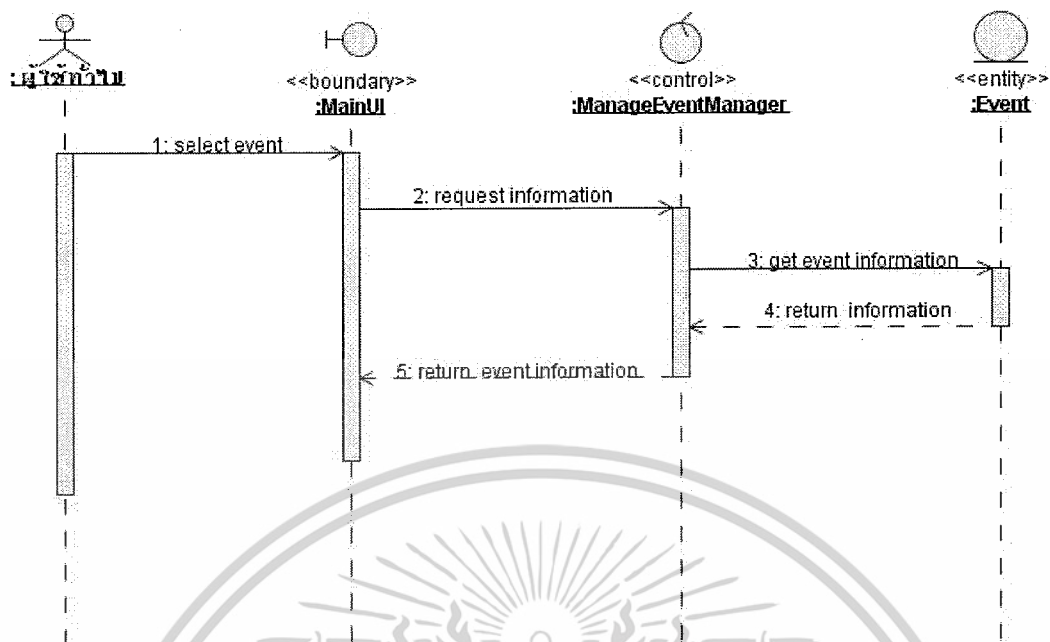 :ผู้ใช้ทั่วไป
<<boundary>>
:MainUI
<<control>>
:ManageEventManager
<<entity>>
:Event
1: select event
2: request information
3: get event information
4: return information
5: return event information